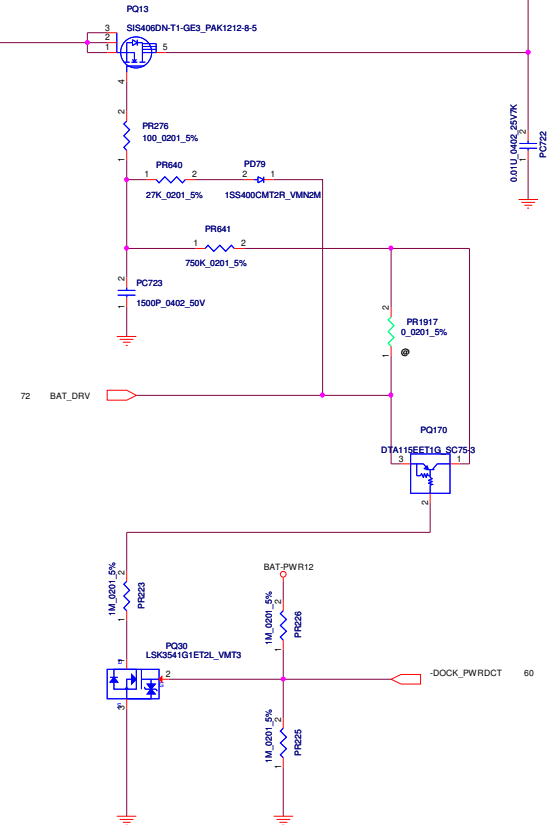 PQ13
SIS406DN-T1-GE3_PAK1212-8-5
3
2
1
5
4
2
PR276
100_0201_5%
1
0.01U_0402_25V7K
2
1
PC722
PR640
1
2
27K_0201_5%
PD79
2
1
1SS400CMT2R_VMN2M
PR641
1
2
750K_0201_5%
2
PC723
1
1500P_0402_50V
2
PR1917
0_0201_5%
1
@
72
BAT_DRV
PQ170
DTA115EET1G_SC75-3
3
1
2
1M_0201_5%
2
1
PR223
BAT-PWR12
1M_0201_5%
2
1
PR226
PQ30
LSK3541G1ET2L_VMT3
1
2
3
-DOCK_PWRDCT
60
1M_0201_5%
2
1
PR225